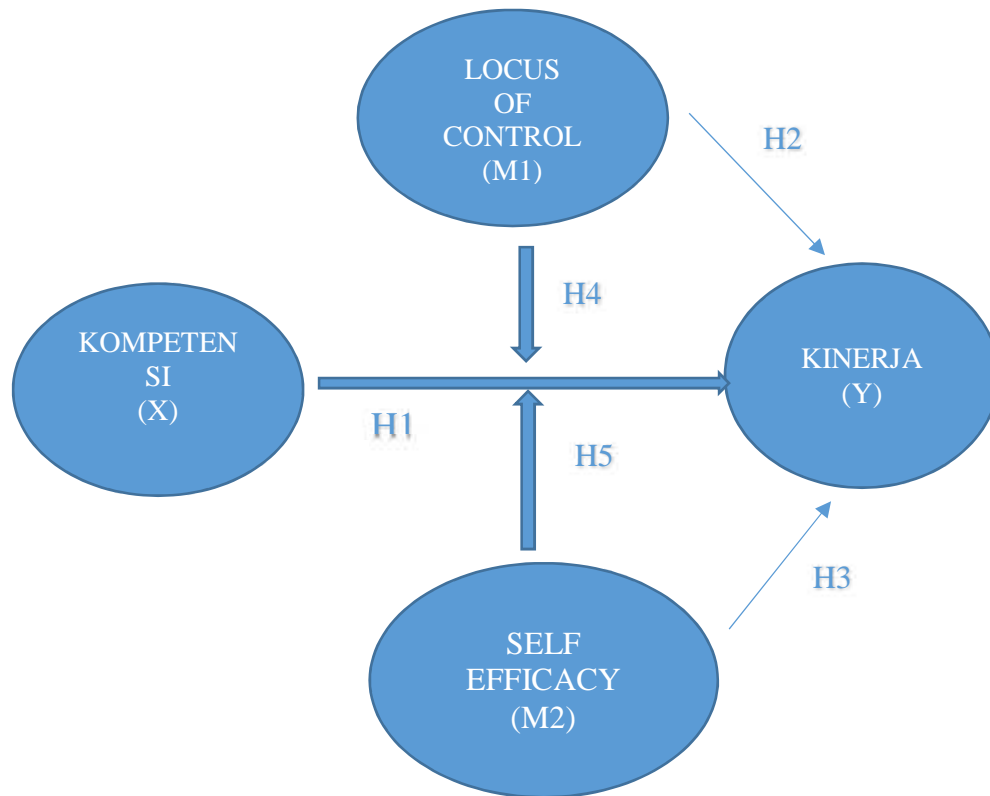 LOCUS
OF
CONTROL
(M1)
H2
H4
KOMPETEN
SI
(X)
KINERJA
(Y)
H1
H5
H3
SELF
EFFICACY
(M2)